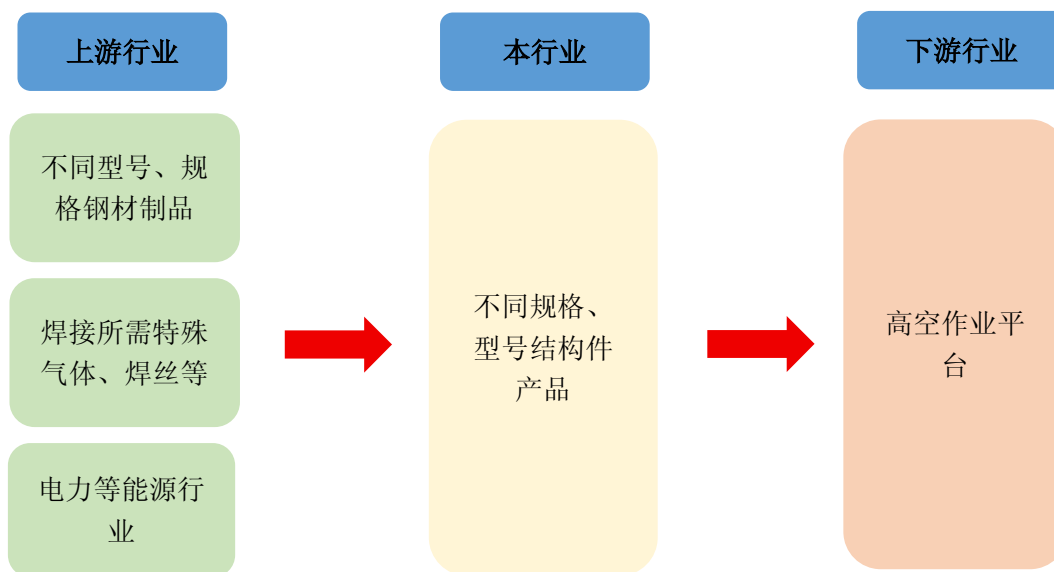 上游行业
本行业
下游行业
不同型号、规
格钢材制品
焊接所需特殊
气体、焊丝等
电力等能源行
业
不同规格、
型号结构件
产品
高空作业平
台